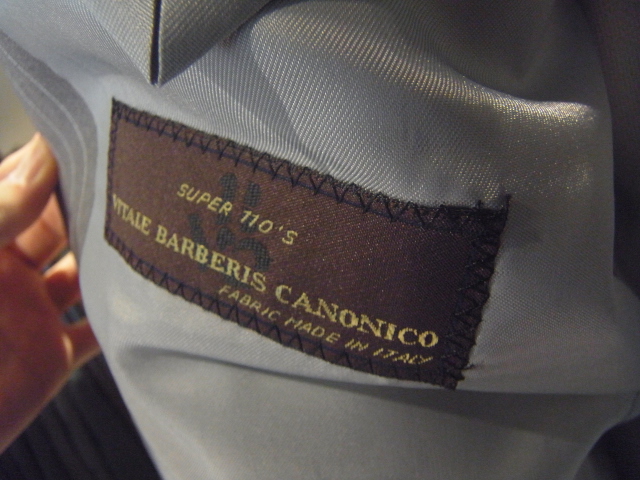 SUPER 110'S
VITALE BARBERIS CANONICO
FABRIC MADE IN ITALY